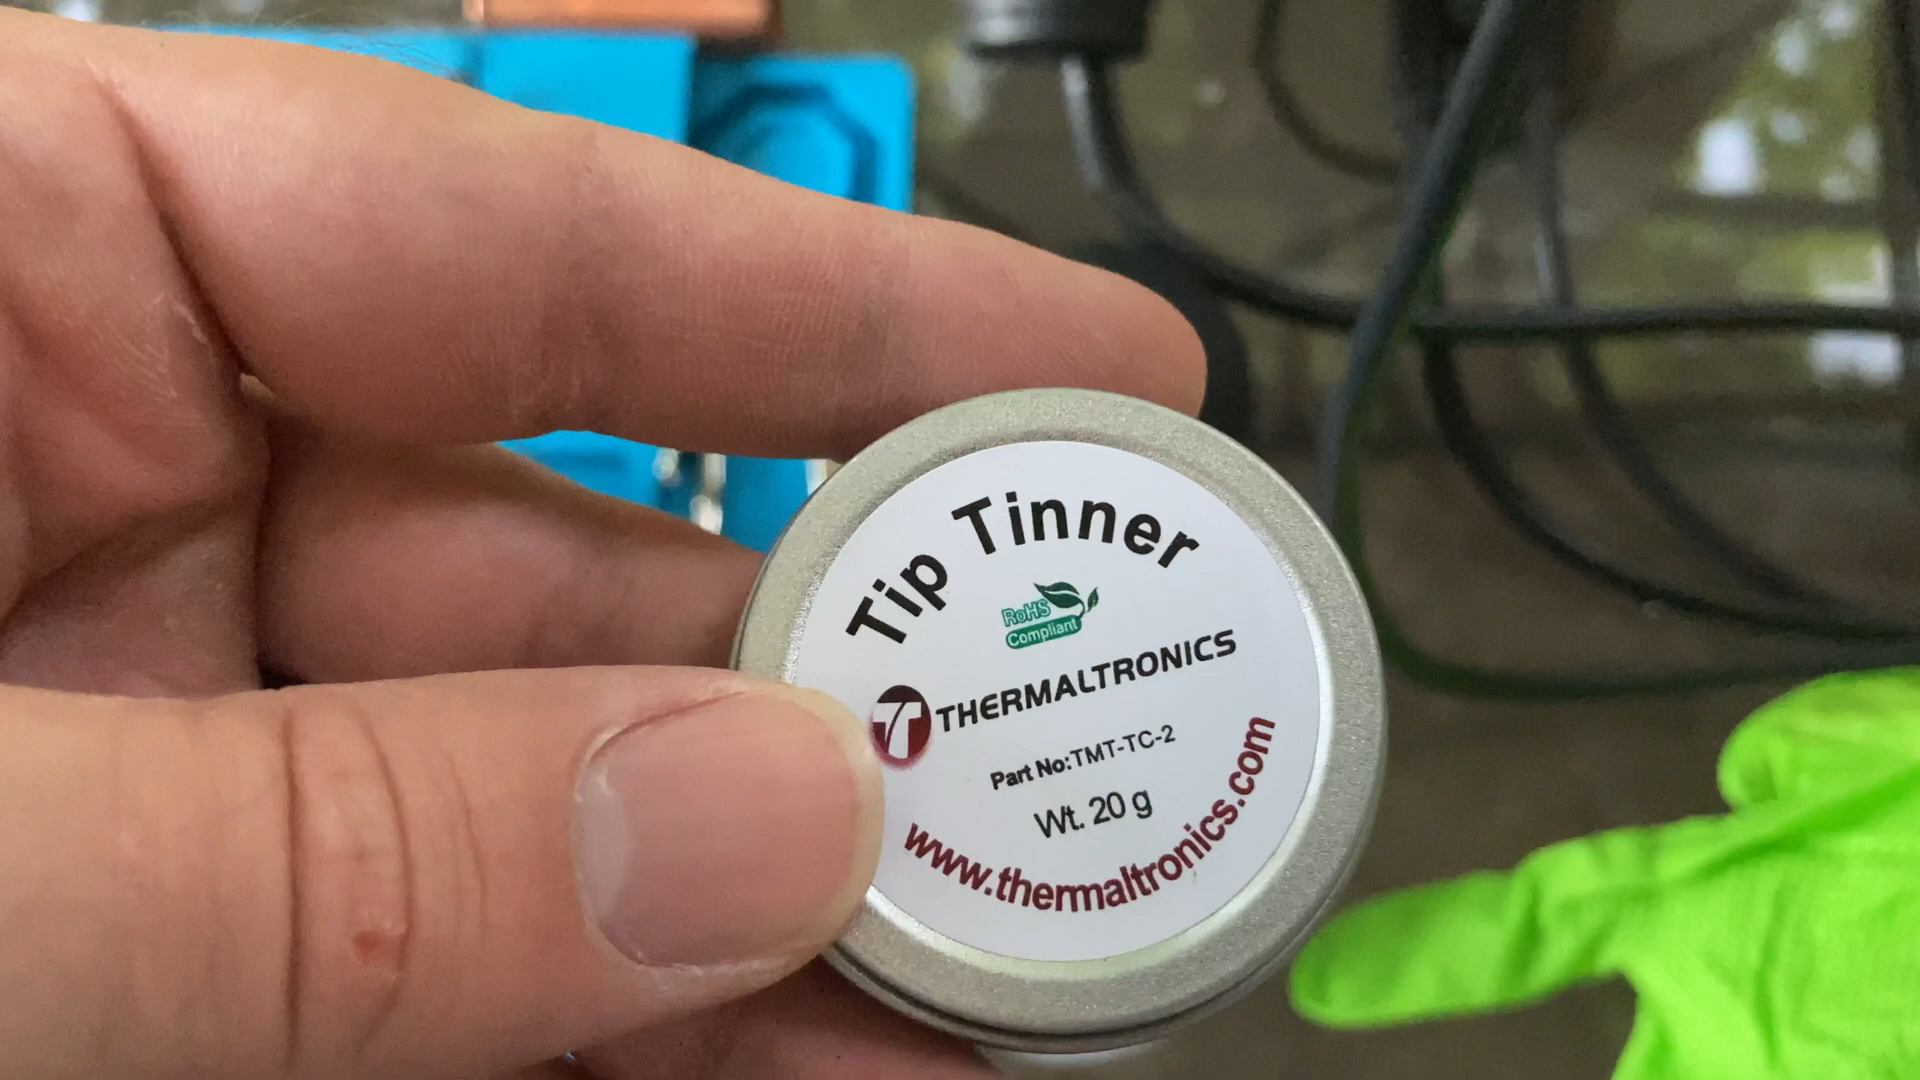 Tip Tinner
RoHS
Compliant
THERMALTRONICS
Part No:TMT-TC-2
Wt. 20 g
www.thermaltronics.com